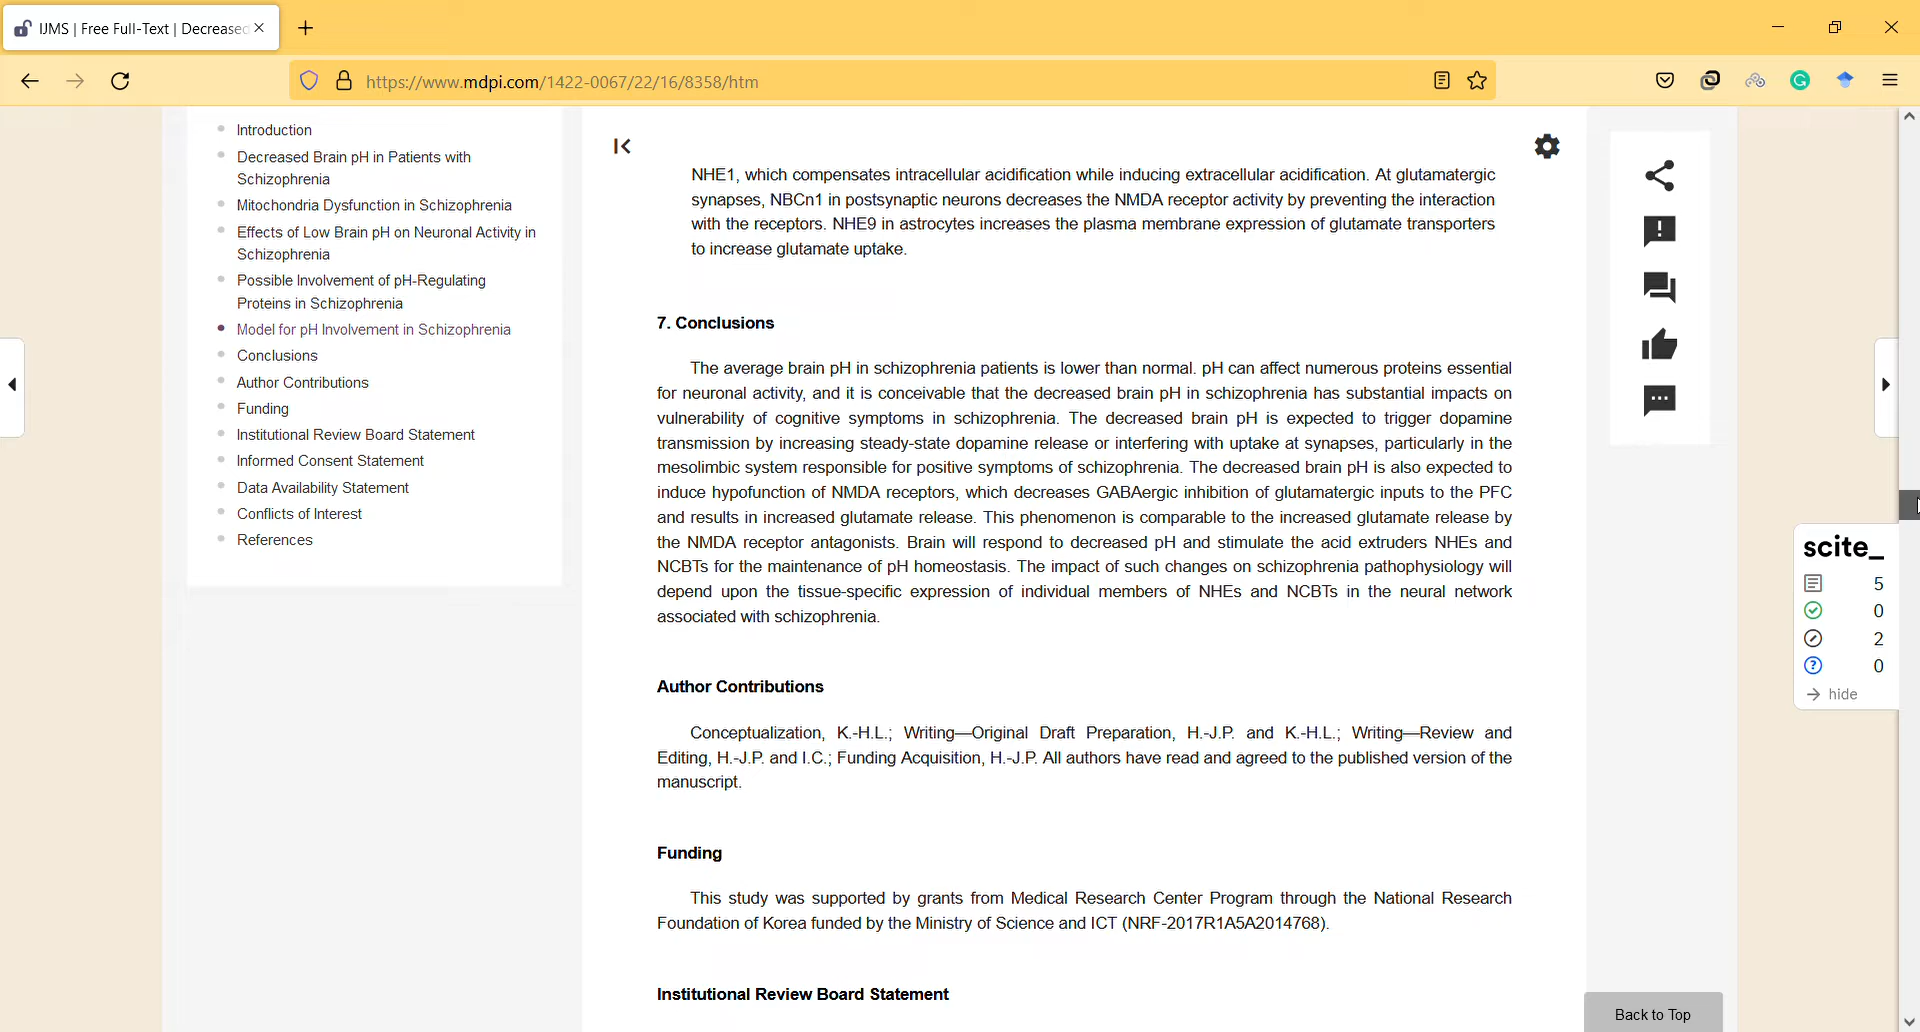 IJMS | Free Full-Text | Decreased
https://www.mdpi.com/1422-0067/22/16/8358/htm
Introduction
Decreased Brain pH in Patients with
Schizophrenia
Mitochondria Dysfunction in Schizophrenia
Effects of Low Brain pH on Neuronal Activity in
Schizophrenia
Possible Involvement of pH-Regulating
Proteins in Schizophrenia
Model for pH Involvement in Schizophrenia
Conclusions
Author Contributions
Funding
Institutional Review Board Statement
Informed Consent Statement
Data Availability Statement
Conflicts of Interest
References
NHE1, which compensates intracellular acidification while inducing extracellular acidification. At glutamatergic
synapses, NBCn1 in postsynaptic neurons decreases the NMDA receptor activity by preventing the interaction
with the receptors. NHE9 in astrocytes increases the plasma membrane expression of glutamate transporters
to increase glutamate uptake.
7. Conclusions
The average brain pH in schizophrenia patients is lower than normal. pH can affect numerous proteins essential
for neuronal activity, and it is conceivable that the decreased brain pH in schizophrenia has substantial impacts on
vulnerability of cognitive symptoms in schizophrenia. The decreased brain pH is expected to trigger dopamine
transmission by increasing steady-state dopamine release or interfering with uptake at synapses, particularly in the
mesolimbic system responsible for positive symptoms of schizophrenia. The decreased brain pH is also expected to
induce hypofunction of NMDA receptors, which decreases GABAergic inhibition of glutamatergic inputs to the PFC
and results in increased glutamate release. This phenomenon is comparable to the increased glutamate release by
the NMDA receptor antagonists. Brain will respond to decreased pH and stimulate the acid extruders NHEs and
NCBTs for the maintenance of pH homeostasis. The impact of such changes on schizophrenia pathophysiology will
depend upon the tissue-specific expression of individual members of NHEs and NCBTs in the neural network
associated with schizophrenia.
Author Contributions
Conceptualization, K.-H.L.; Writing—Original Draft Preparation, H.-J.P. and K.-H.L.; Writing—Review and
Editing, H.-J.P. and I.C.; Funding Acquisition, H.-J.P. All authors have read and agreed to the published version of the
manuscript.
Funding
This study was supported by grants from Medical Research Center Program through the National Research
Foundation of Korea funded by the Ministry of Science and ICT (NRF-2017R1A5A2014768).
Institutional Review Board Statement
scite_
5
0
2
0
hide
Back to Top